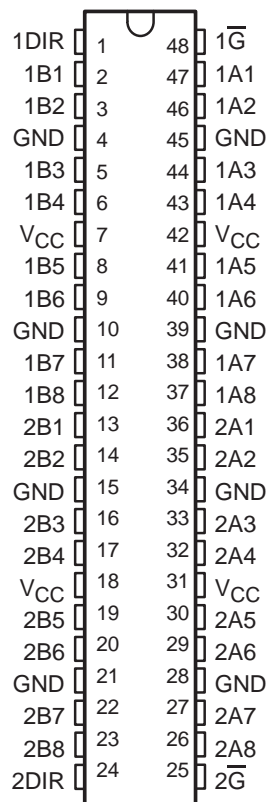 1DIR 1 48 1G̅
1B1 2 47 1A1
1B2 3 46 1A2
GND 4 45 GND
1B3 5 44 1A3
1B4 6 43 1A4
VCC 7 42 VCC
1B5 8 41 1A5
1B6 9 40 1A6
GND 10 39 GND
1B7 11 38 1A7
1B8 12 37 1A8
2B1 13 36 2A1
2B2 14 35 2A2
GND 15 34 GND
2B3 16 33 2A3
2B4 17 32 2A4
VCC 18 31 VCC
2B5 19 30 2A5
2B6 20 29 2A6
GND 21 28 GND
2B7 22 27 2A7
2B8 23 26 2A8
2DIR 24 25 2G̅